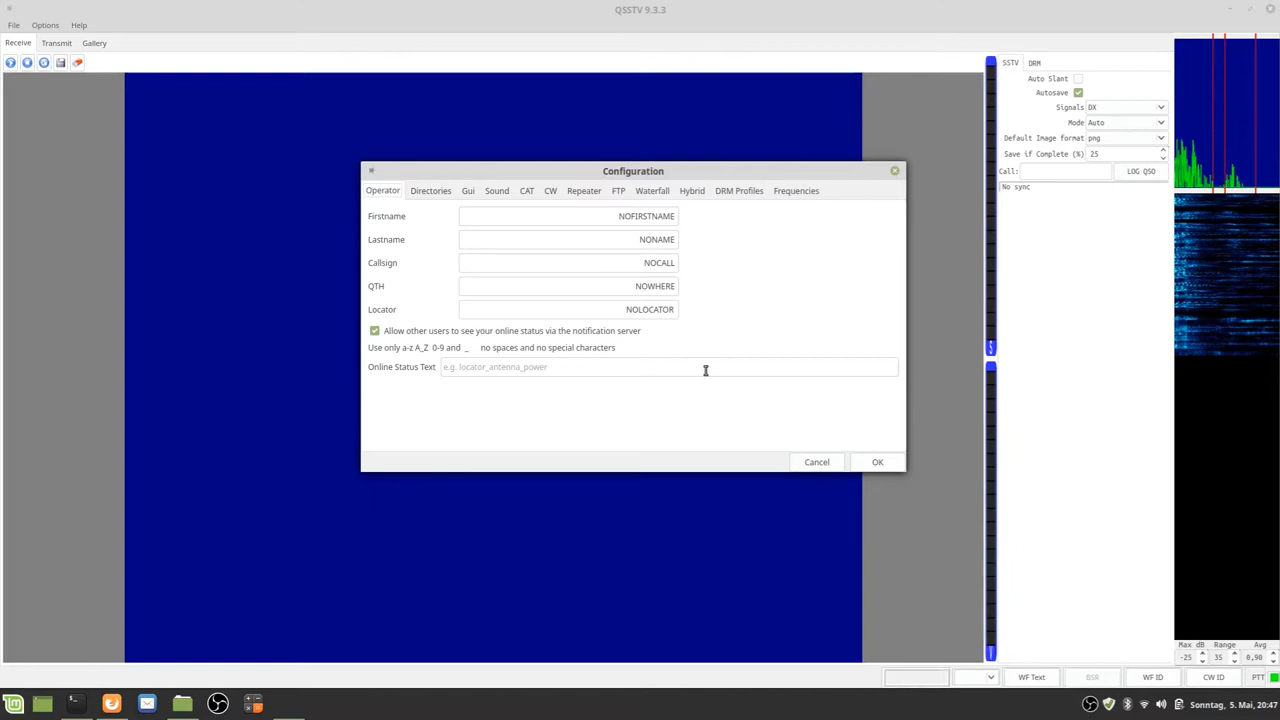 QSSTV 9.3.3
File Options Help
Receive Transmit Gallery
SSTV DRM
Auto Slant
Autosave
Signals DX
Mode Auto
Default Image format png
Save if Complete (%) 25
Call: LOG QSO
No sync
Configuration
Operator Directories Gui Sound CAT CW Repeater FTP Waterfall Hybrid DRM Profiles Frequencies
Firstname NOFIRSTNAME
Lastname NONAME
Callsign NOCALL
QTH NOWHERE
Locator NOLOCATOR
Allow other users to see your online status via the notification server
Use only a-z A_Z 0-9 and _ no spaces and no special characters
Online Status Text e.g. locator_antenna_power
Cancel OK
Max dB Range Avg
-25 35 0,90
WF Text BSR WF ID CW ID PTT
Sonntag, 5. Mai, 20:47